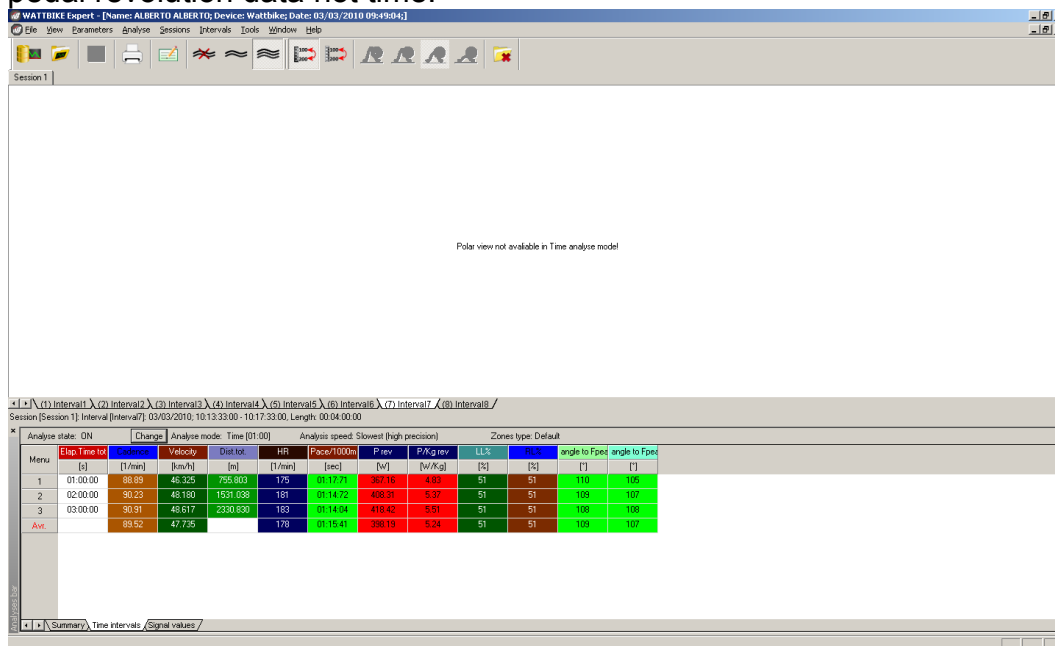 pedal revolution data not time.
WATTBIKE Expert - [Name: ALBERTO ALBERTO; Device: Wattbike; Date: 03/03/2010 09:49:04;]
File View Parameters Analyse Sessions Intervals Tools Window Help
Session 1
Polar view not avaliable in Time analyse mode!
(1) Interval1 (2) Interval2 (3) Interval3 (4) Interval4 (5) Interval5 (6) Interval6 (7) Interval7 (8) Interval8
Session [Session 1]: Interval [Interval7]: 03/03/2010; 10:13:33:00 - 10:17:33:00, Length: 00:04:00:00
Analyse state: ON Change Analyse mode: Time [01:00] Analysis speed: Slowest (high precision) Zones type: Default
Menu Elap.Time tot Cadence Velocity Dist.tot. HR Pace/1000m P rev P/Kg rev LL% RL% angle to Fpea angle to Fpea
[s] [1/min] [km/h] [m] [1/min] [sec] [W] [W/Kg] [%] [%] [°] [°]
1 01:00:00 88.89 46.325 755.803 175 01:17:71 367.16 4.83 51 51 110 105
2 02:00:00 90.23 48.180 1531.038 181 01:14:72 408.31 5.37 51 51 109 107
3 03:00:00 90.91 48.617 2330.830 183 01:14:04 418.42 5.51 51 51 108 108
Avr. 89.52 47.735 178 01:15:41 398.19 5.24 51 51 109 107
Analyses bar
Summary Time intervals Signal values